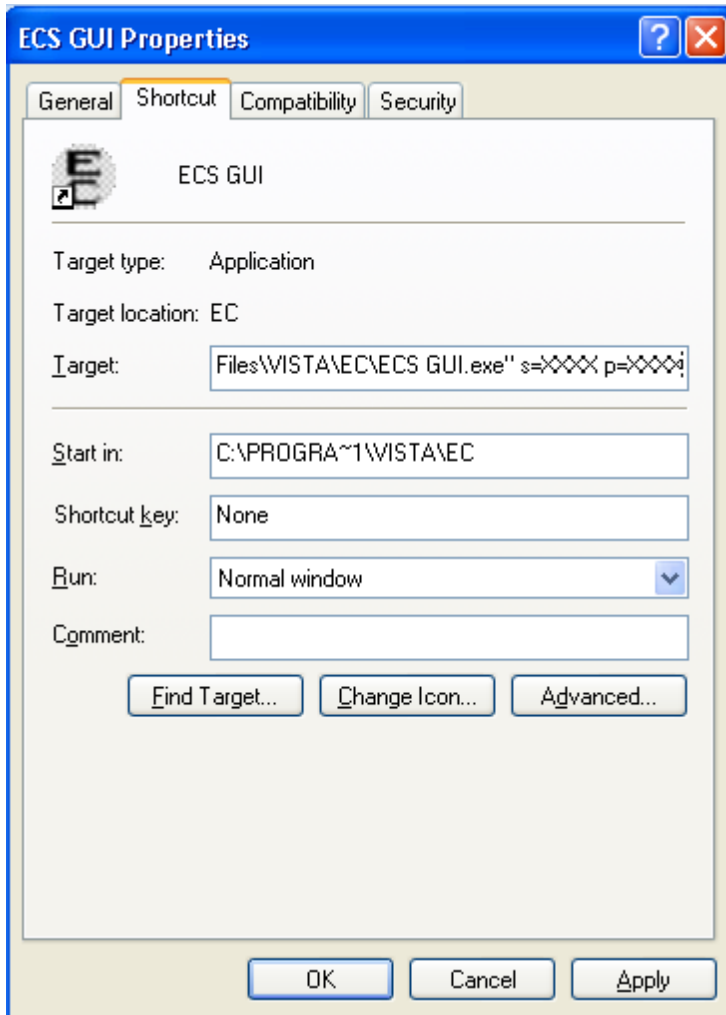 ECS GUI Properties
General Shortcut Compatibility Security
ECS GUI
Target type: Application
Target location: EC
Target: Files\VISTA\EC\ECS GUI.exe" s=XXXX p=XXXX
Start in: C:\PROGRA~1\VISTA\EC
Shortcut key: None
Run: Normal window
Comment:
Find Target... Change Icon... Advanced...
OK Cancel Apply